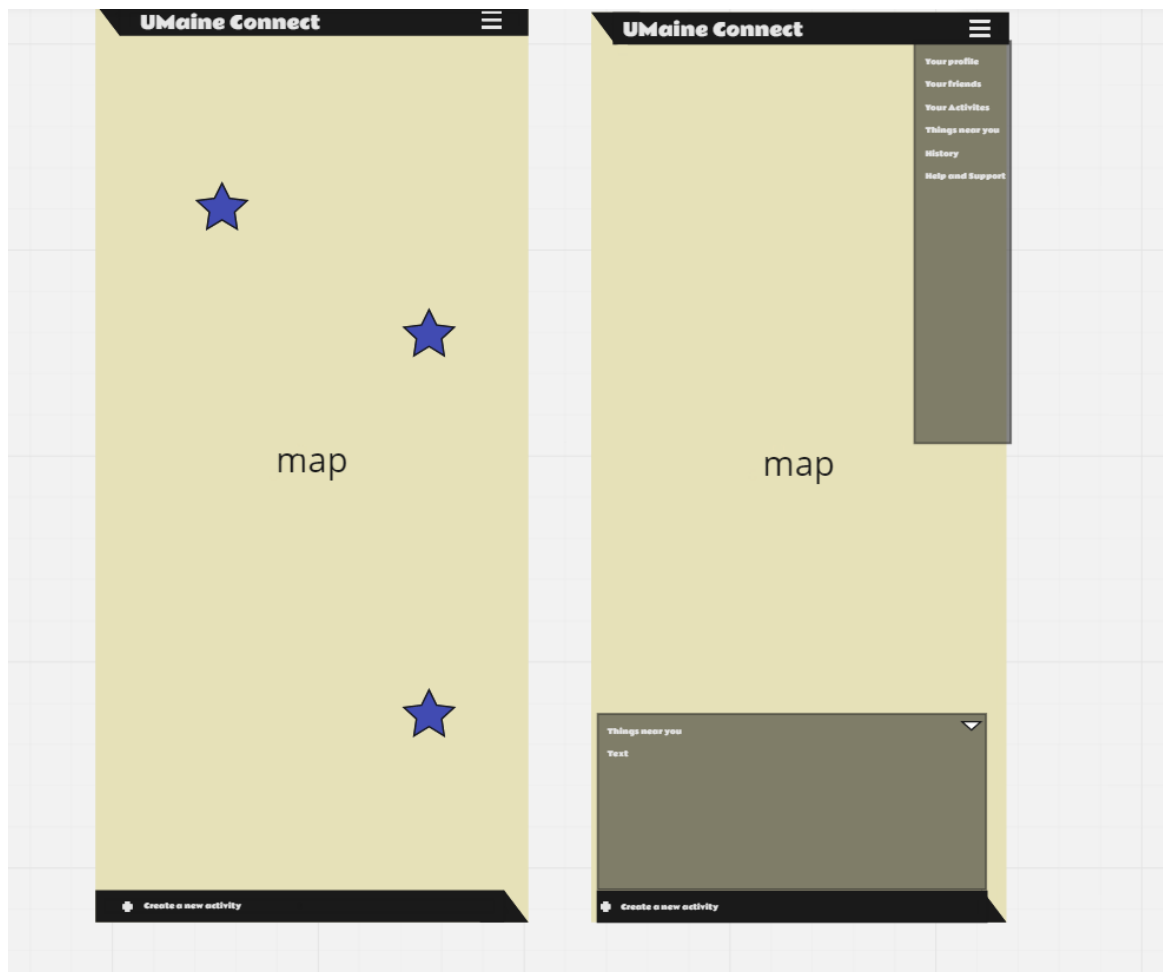 UMaine Connect
map
Create a new activity
UMaine Connect
Your profile
Your friends
Your Activites
Things near you
History
Help and Support
map
Things near you
Text
Create a new activity